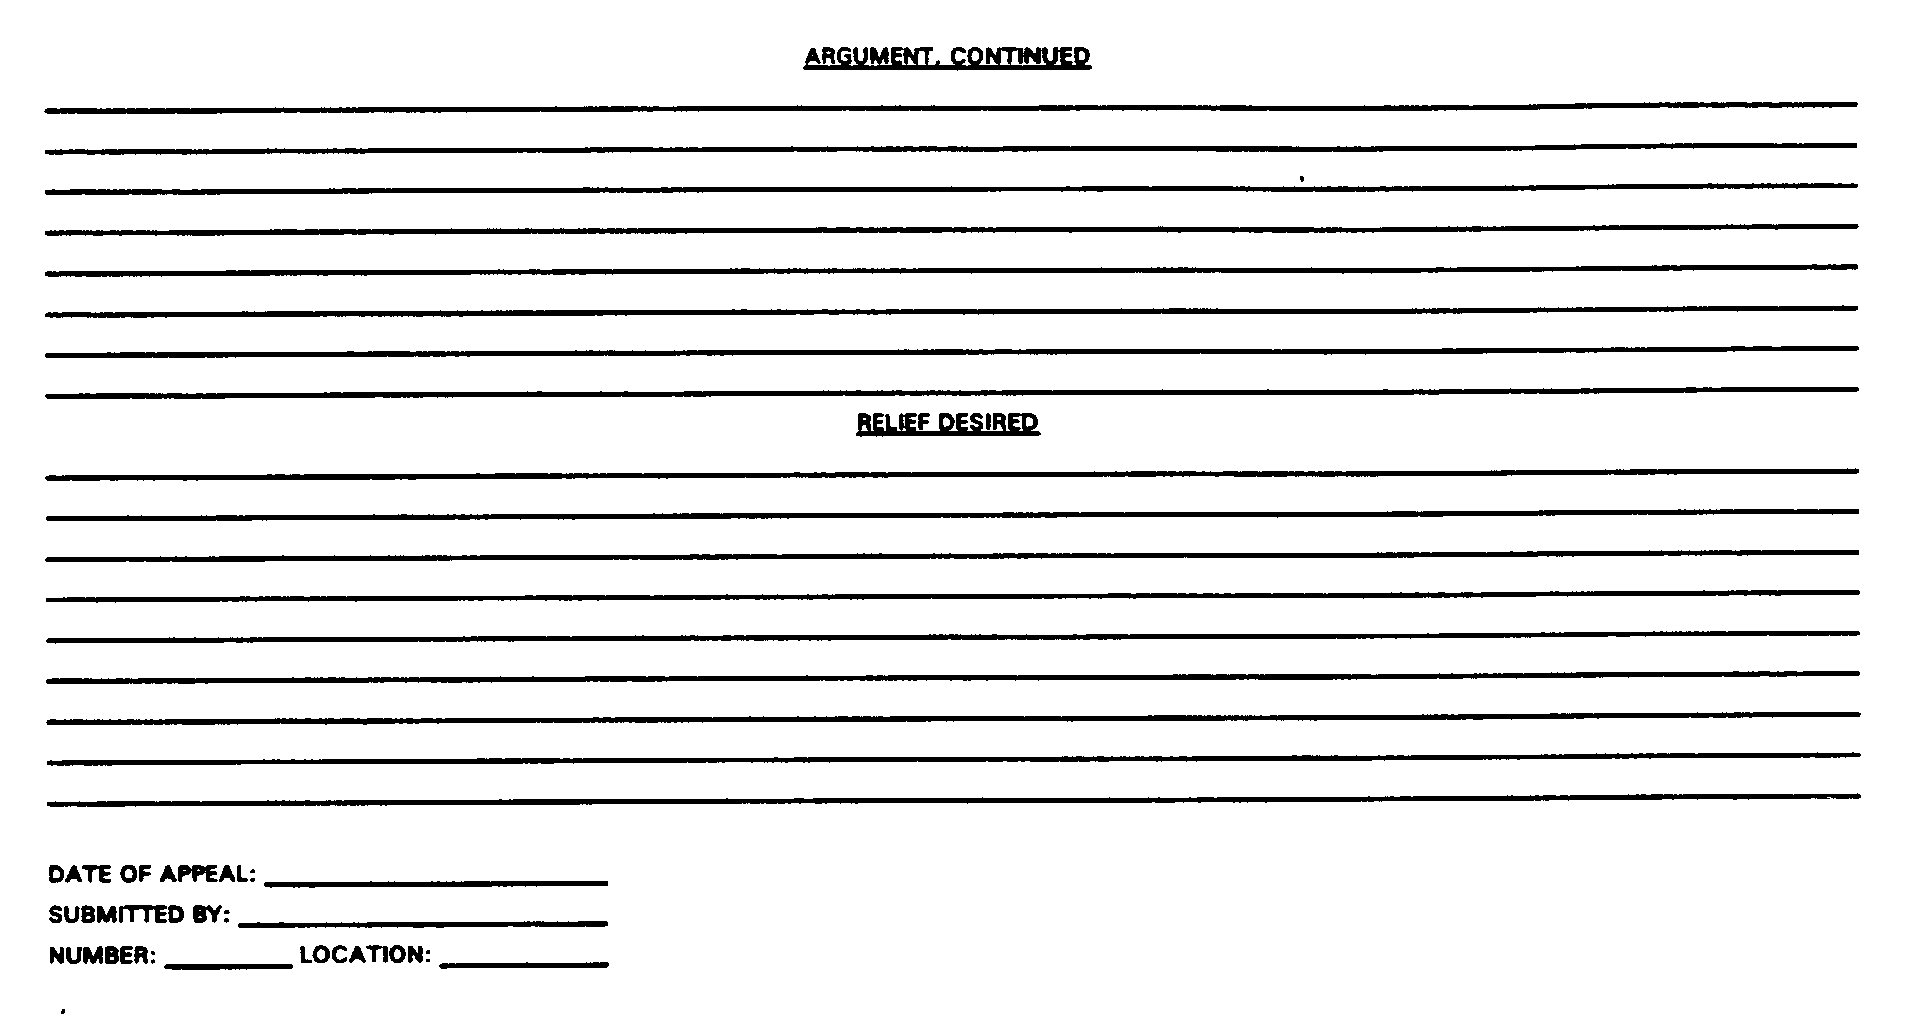 ARGUMENT, CONTINUED
RELIEF DESIRED
DATE OF APPEAL:
SUBMITTED BY:
NUMBER: LOCATION: